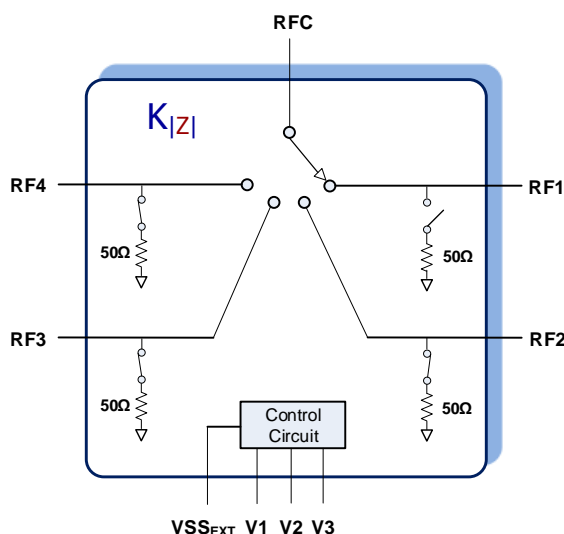 RFC
K|Z|
RF4
RF1
50Ω
50Ω
RF3
RF2
50Ω
50Ω
Control
Circuit
VSSEXT V1 V2 V3